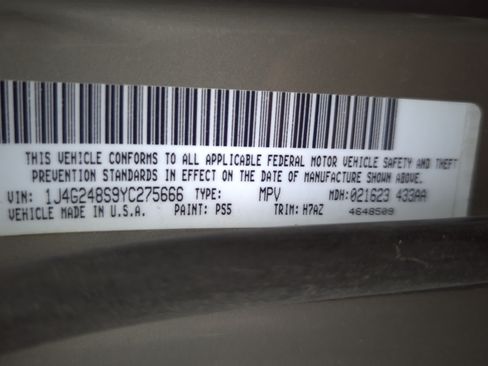 THIS VEHICLE CONFORMS TO ALL APPLICABLE FEDERAL MOTOR VEHICLE SAFETY AND THEFT
PREVENTION STANDARDS IN EFFECT ON THE DATE OF MANUFACTURE SHOWN ABOVE.
VIN: 1J4G248S9YC275666 TYPE: MPV MDH: 021623 433AA
VEHICLE MADE IN U.S.A. PAINT: PS5 TRIM: H7AZ 4648509